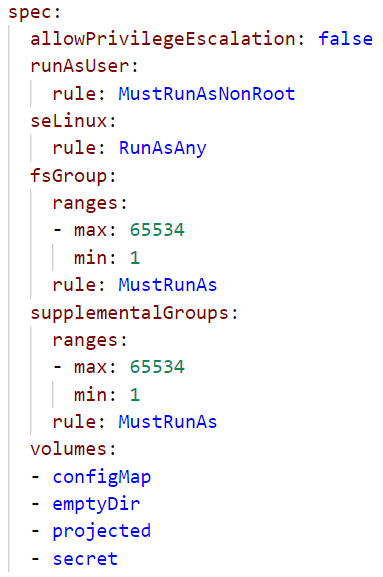 spec:
  allowPrivilegeEscalation: false
  runAsUser:
    rule: MustRunAsNonRoot
  seLinux:
    rule: RunAsAny
  fsGroup:
    ranges:
    - max: 65534
      min: 1
    rule: MustRunAs
  supplementalGroups:
    ranges:
    - max: 65534
      min: 1
    rule: MustRunAs
  volumes:
  - configMap
  - emptyDir
  - projected
  - secret